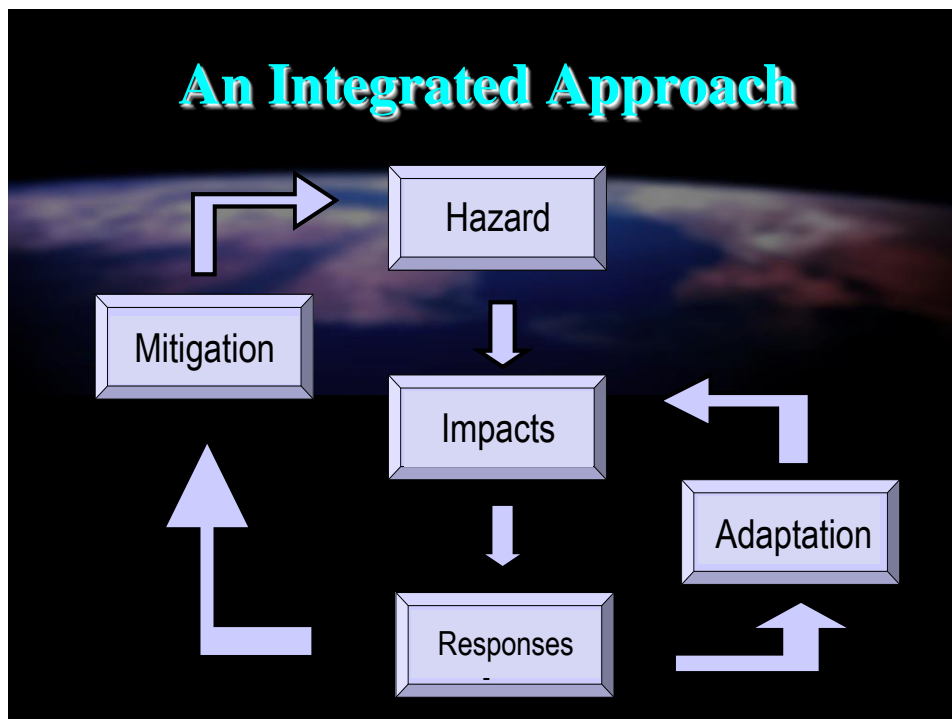 An Integrated Approach
Hazard
Mitigation
Impacts
Adaptation
Responses
-